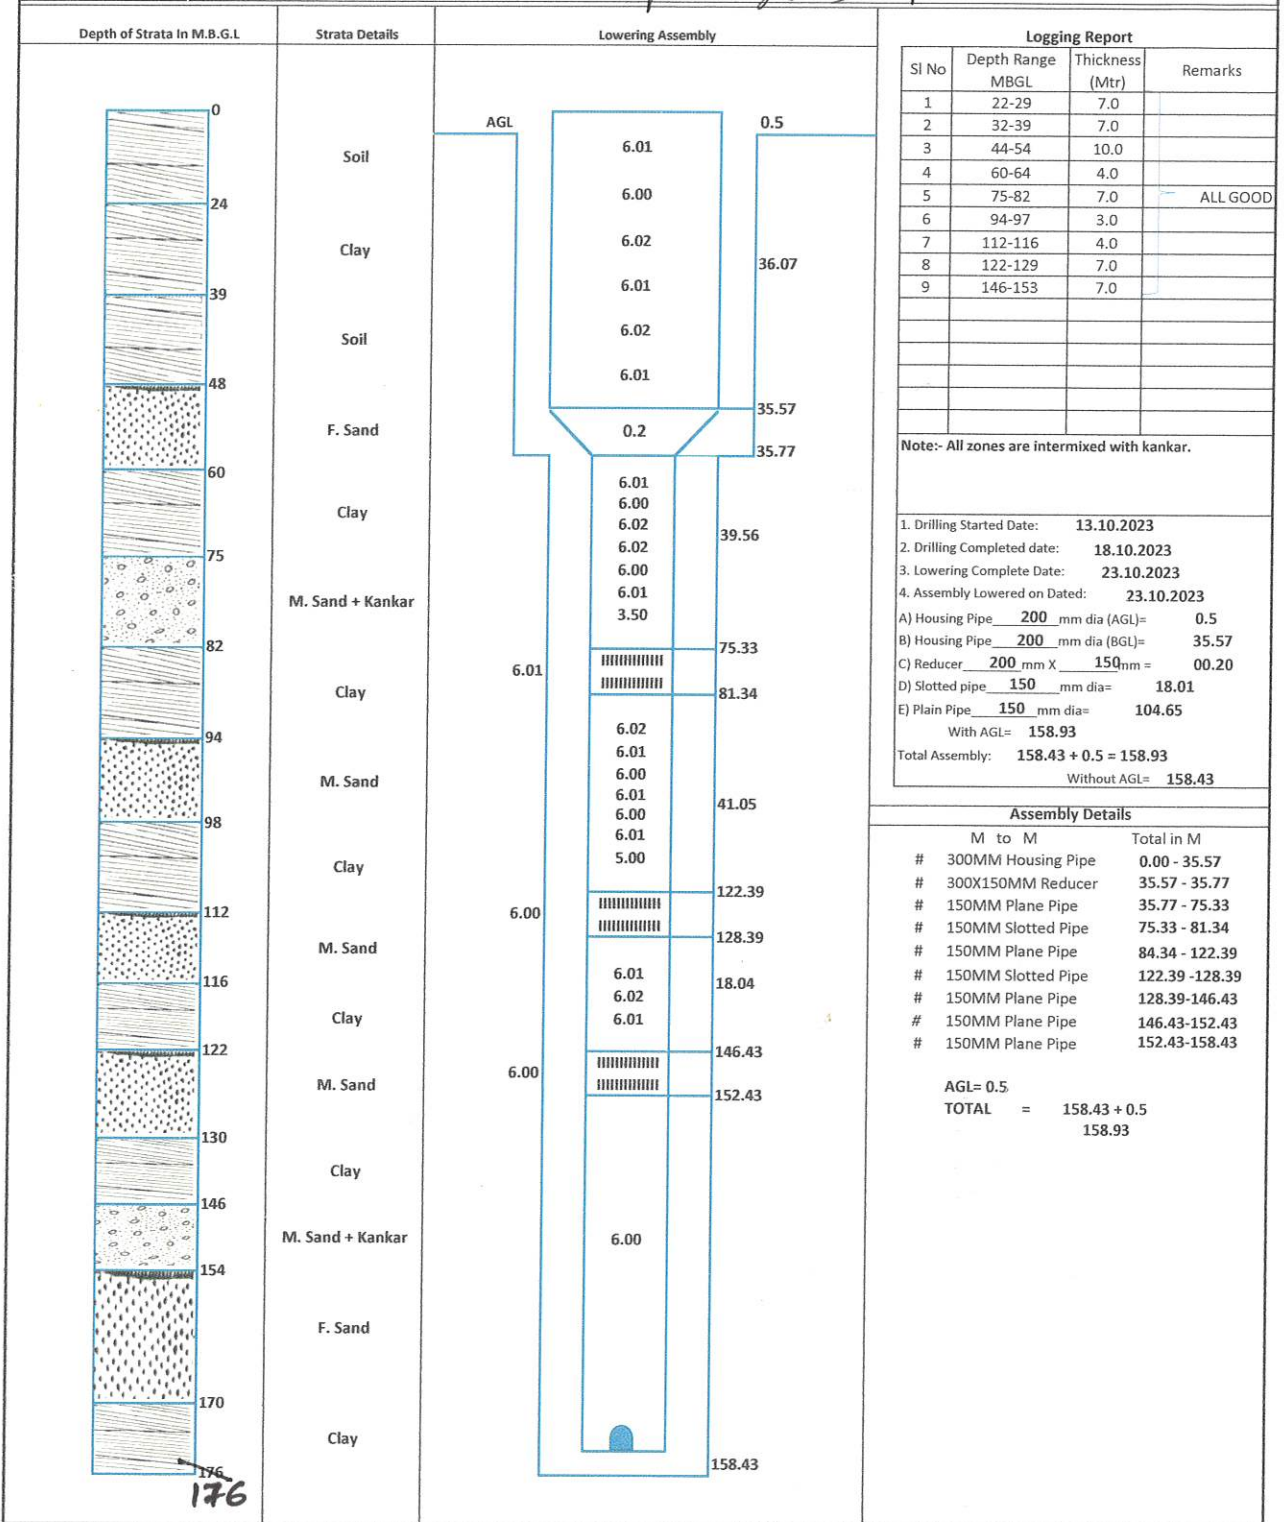 Depth of Strata In M.B.G.L
Strata Details
Lowering Assembly
0
24
39
48
60
75
82
94
98
112
116
122
130
146
154
170
176
176
Soil
Clay
Soil
F. Sand
Clay
M. Sand + Kankar
Clay
M. Sand
Clay
M. Sand
Clay
M. Sand
Clay
M. Sand + Kankar
F. Sand
Clay
AGL
0.5
6.01
6.00
6.02
6.01
6.02
6.01
36.07
35.57
0.2
35.77
6.01
6.00
6.02
6.02
6.00
6.01
3.50
39.56
75.33
6.01
81.34
6.02
6.01
6.00
6.01
6.00
6.01
5.00
41.05
122.39
6.00
128.39
6.01
6.02
6.01
18.04
146.43
6.00
152.43
6.00
158.43
Logging Report
Sl No Depth Range MBGL Thickness (Mtr) Remarks
1 22-29 7.0
2 32-39 7.0
3 44-54 10.0
4 60-64 4.0
5 75-82 7.0 ALL GOOD
6 94-97 3.0
7 112-116 4.0
8 122-129 7.0
9 146-153 7.0
Note:- All zones are intermixed with kankar.
1. Drilling Started Date: 13.10.2023
2. Drilling Completed date: 18.10.2023
3. Lowering Complete Date: 23.10.2023
4. Assembly Lowered on Dated: 23.10.2023
A) Housing Pipe 200 mm dia (AGL)= 0.5
B) Housing Pipe 200 mm dia (BGL)= 35.57
C) Reducer 200 mm X 150mm = 00.20
D) Slotted pipe 150 mm dia= 18.01
E) Plain Pipe 150 mm dia= 104.65
With AGL= 158.93
Total Assembly: 158.43 + 0.5 = 158.93
Without AGL= 158.43
Assembly Details
M to M Total in M
# 300MM Housing Pipe 0.00 - 35.57
# 300X150MM Reducer 35.57 - 35.77
# 150MM Plane Pipe 35.77 - 75.33
# 150MM Slotted Pipe 75.33 - 81.34
# 150MM Plane Pipe 84.34 - 122.39
# 150MM Slotted Pipe 122.39 -128.39
# 150MM Plane Pipe 128.39-146.43
# 150MM Plane Pipe 146.43-152.43
# 150MM Plane Pipe 152.43-158.43
AGL= 0.5
TOTAL = 158.43 + 0.5
158.93